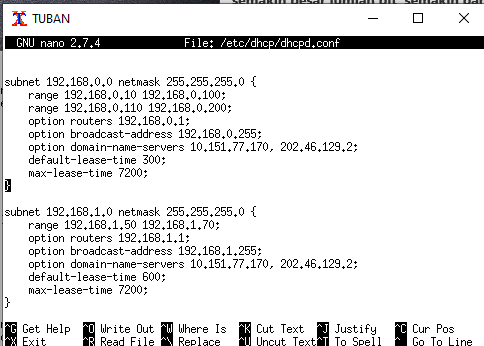 TUBAN
GNU nano 2.7.4 File: /etc/dhcp/dhcpd.conf
subnet 192.168.0.0 netmask 255.255.255.0 {
    range 192.168.0.10 192.168.0.100;
    range 192.168.0.110 192.168.0.200;
    option routers 192.168.0.1;
    option broadcast-address 192.168.0.255;
    option domain-name-servers 10.151.77.170, 202.46.129.2;
    default-lease-time 300;
    max-lease-time 7200;
}
subnet 192.168.1.0 netmask 255.255.255.0 {
    range 192.168.1.50 192.168.1.70;
    option routers 192.168.1.1;
    option broadcast-address 192.168.1.255;
    option domain-name-servers 10.151.77.170, 202.46.129.2;
    default-lease-time 600;
    max-lease-time 7200;
}
^G Get Help ^O Write Out ^W Where Is ^K Cut Text ^J Justify ^C Cur Pos
^X Exit ^R Read File ^\ Replace ^U Uncut Text ^T To Spell ^_ Go To Line